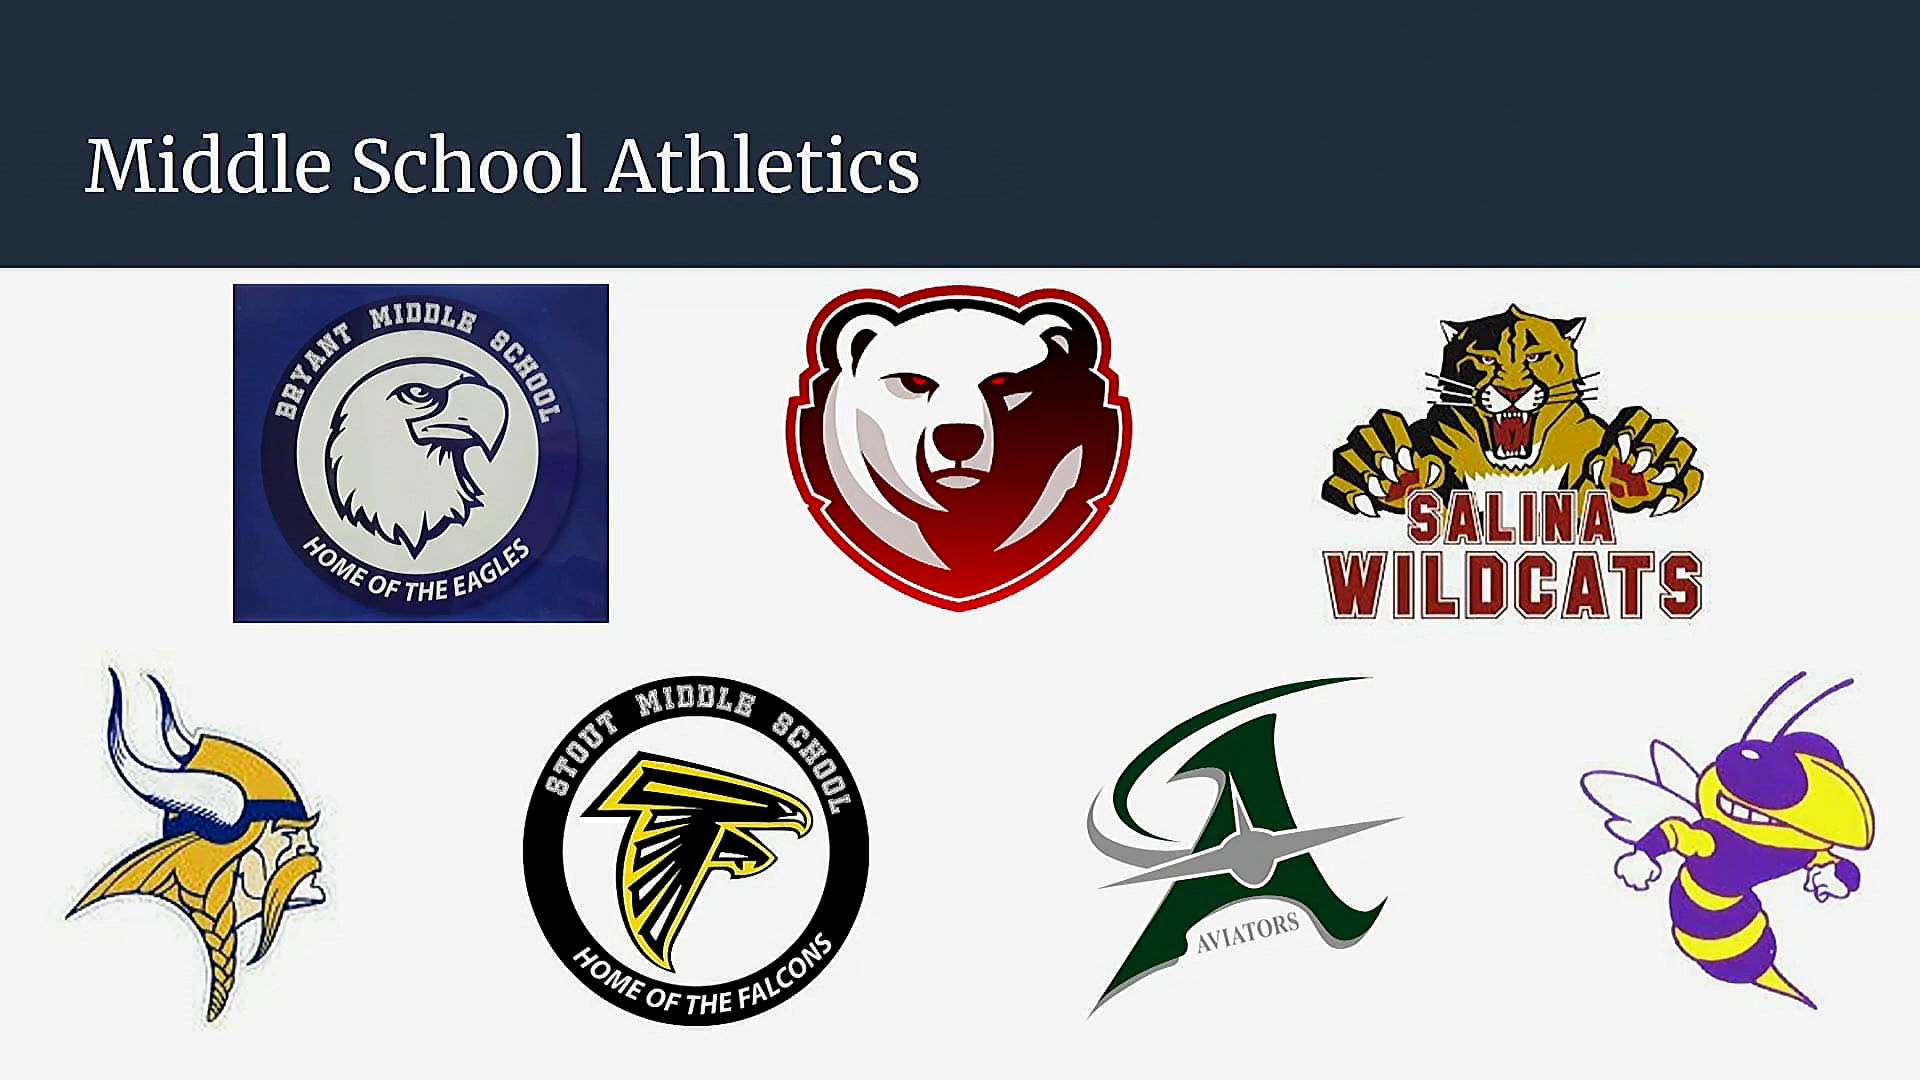 Middle School Athletics
BRYANT MIDDLE SCHOOL
HOME OF THE EAGLES
SALINA
WILDCATS
STOUT MIDDLE SCHOOL
HOME OF THE FALCONS
A
AVIATORS